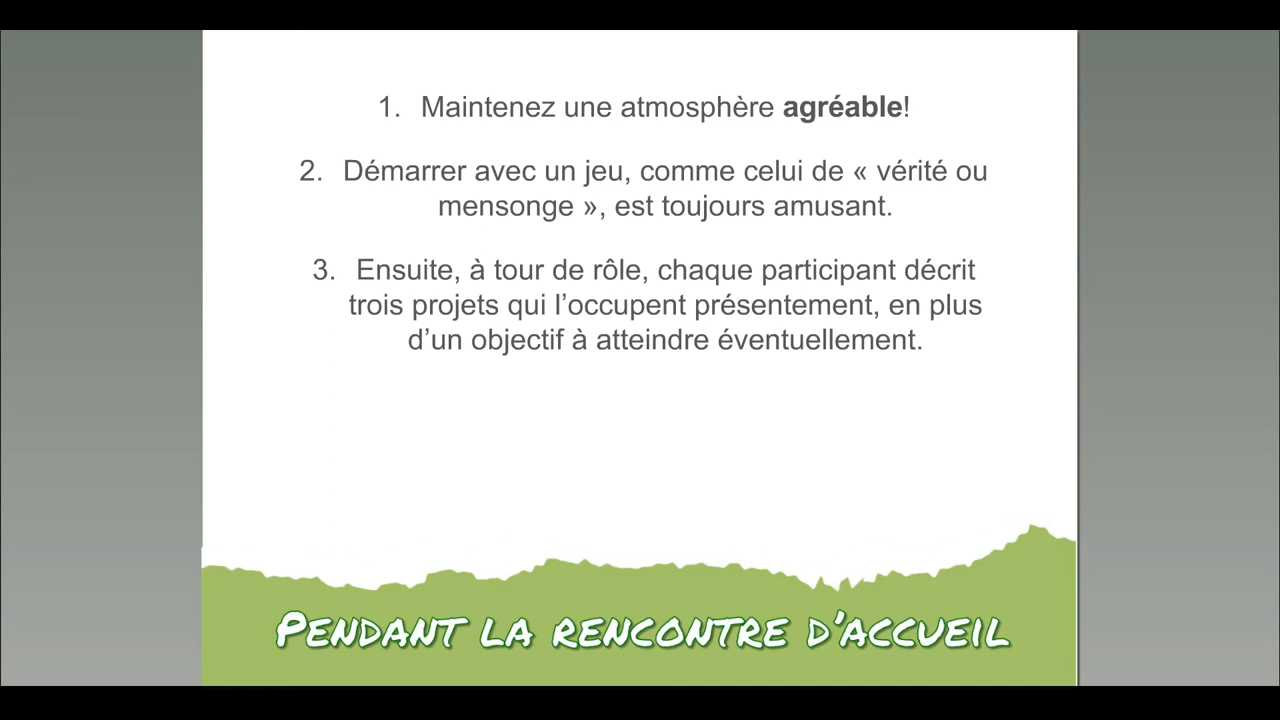 1. Maintenez une atmosphère agréable!
2. Démarrer avec un jeu, comme celui de « vérité ou
mensonge », est toujours amusant.
3. Ensuite, à tour de rôle, chaque participant décrit
trois projets qui l’occupent présentement, en plus
d’un objectif à atteindre éventuellement.
PENDANT LA RENCONTRE D’ACCUEIL